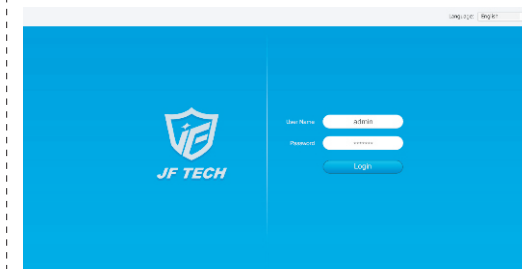 Language: English
User Name admin
Password •••••••
Login
JF TECH